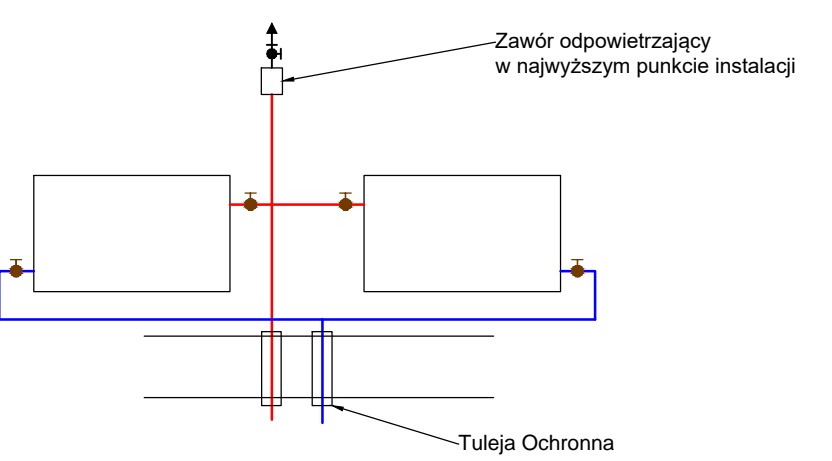 Zawór odpowietrzający
w najwyższym punkcie instalacji
Tuleja Ochronna